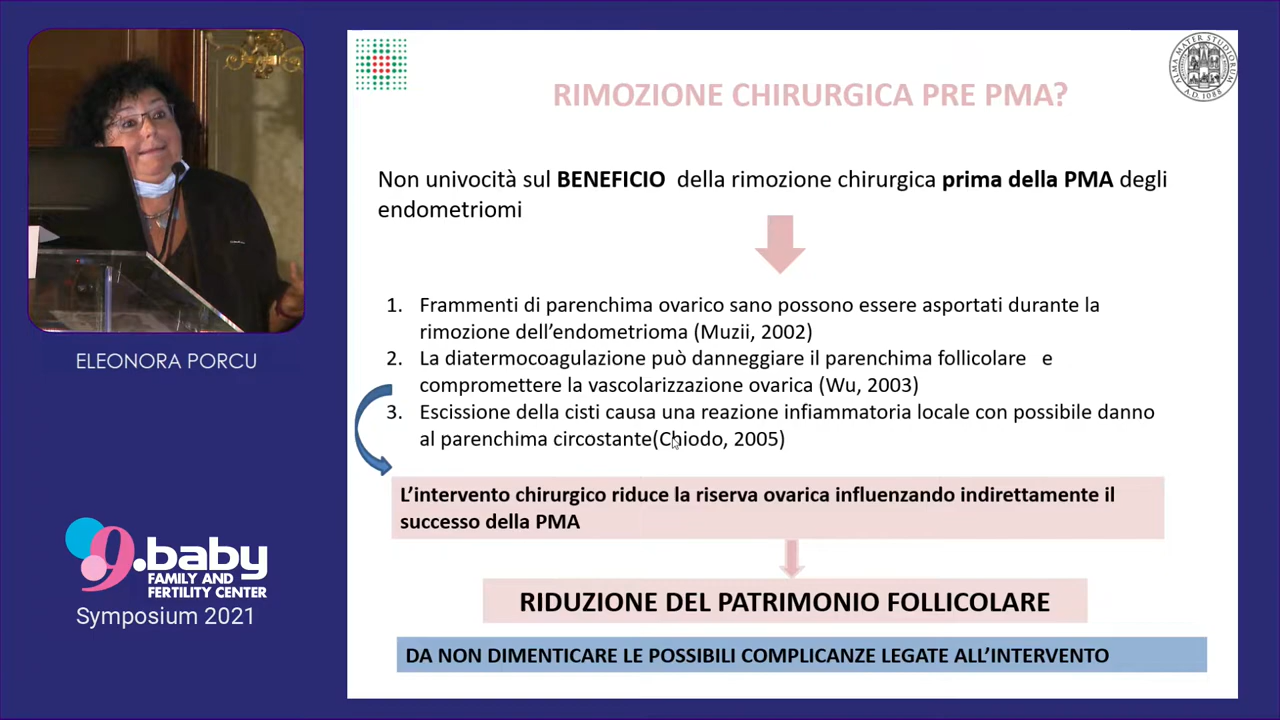 RIMOZIONE CHIRURGICA PRE PMA?
ALMA MATER STUDIORUM
A.D. 1088
Non univocità sul BENEFICIO della rimozione chirurgica prima della PMA degli
endometriomi
1. Frammenti di parenchima ovarico sano possono essere asportati durante la
rimozione dell'endometrioma (Muzii, 2002)
2. La diatermocoagulazione può danneggiare il parenchima follicolare e
compromettere la vascolarizzazione ovarica (Wu, 2003)
3. Escissione della cisti causa una reazione infiammatoria locale con possibile danno
al parenchima circostante(Chiodo, 2005)
L'intervento chirurgico riduce la riserva ovarica influenzando indirettamente il
successo della PMA
RIDUZIONE DEL PATRIMONIO FOLLICOLARE
DA NON DIMENTICARE LE POSSIBILI COMPLICANZE LEGATE ALL'INTERVENTO
ELEONORA PORCU
9.baby
FAMILY AND
FERTILITY CENTER
Symposium 2021